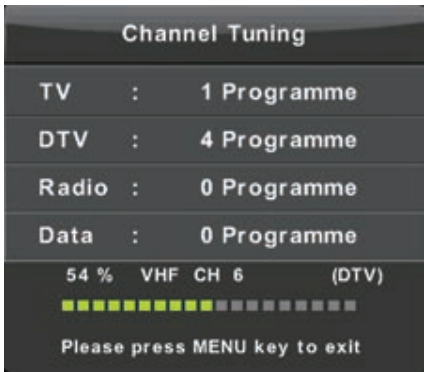 Channel Tuning
TV : 1 Programme
DTV : 4 Programme
Radio : 0 Programme
Data : 0 Programme
54 % VHF CH 6 (DTV)
Please press MENU key to exit